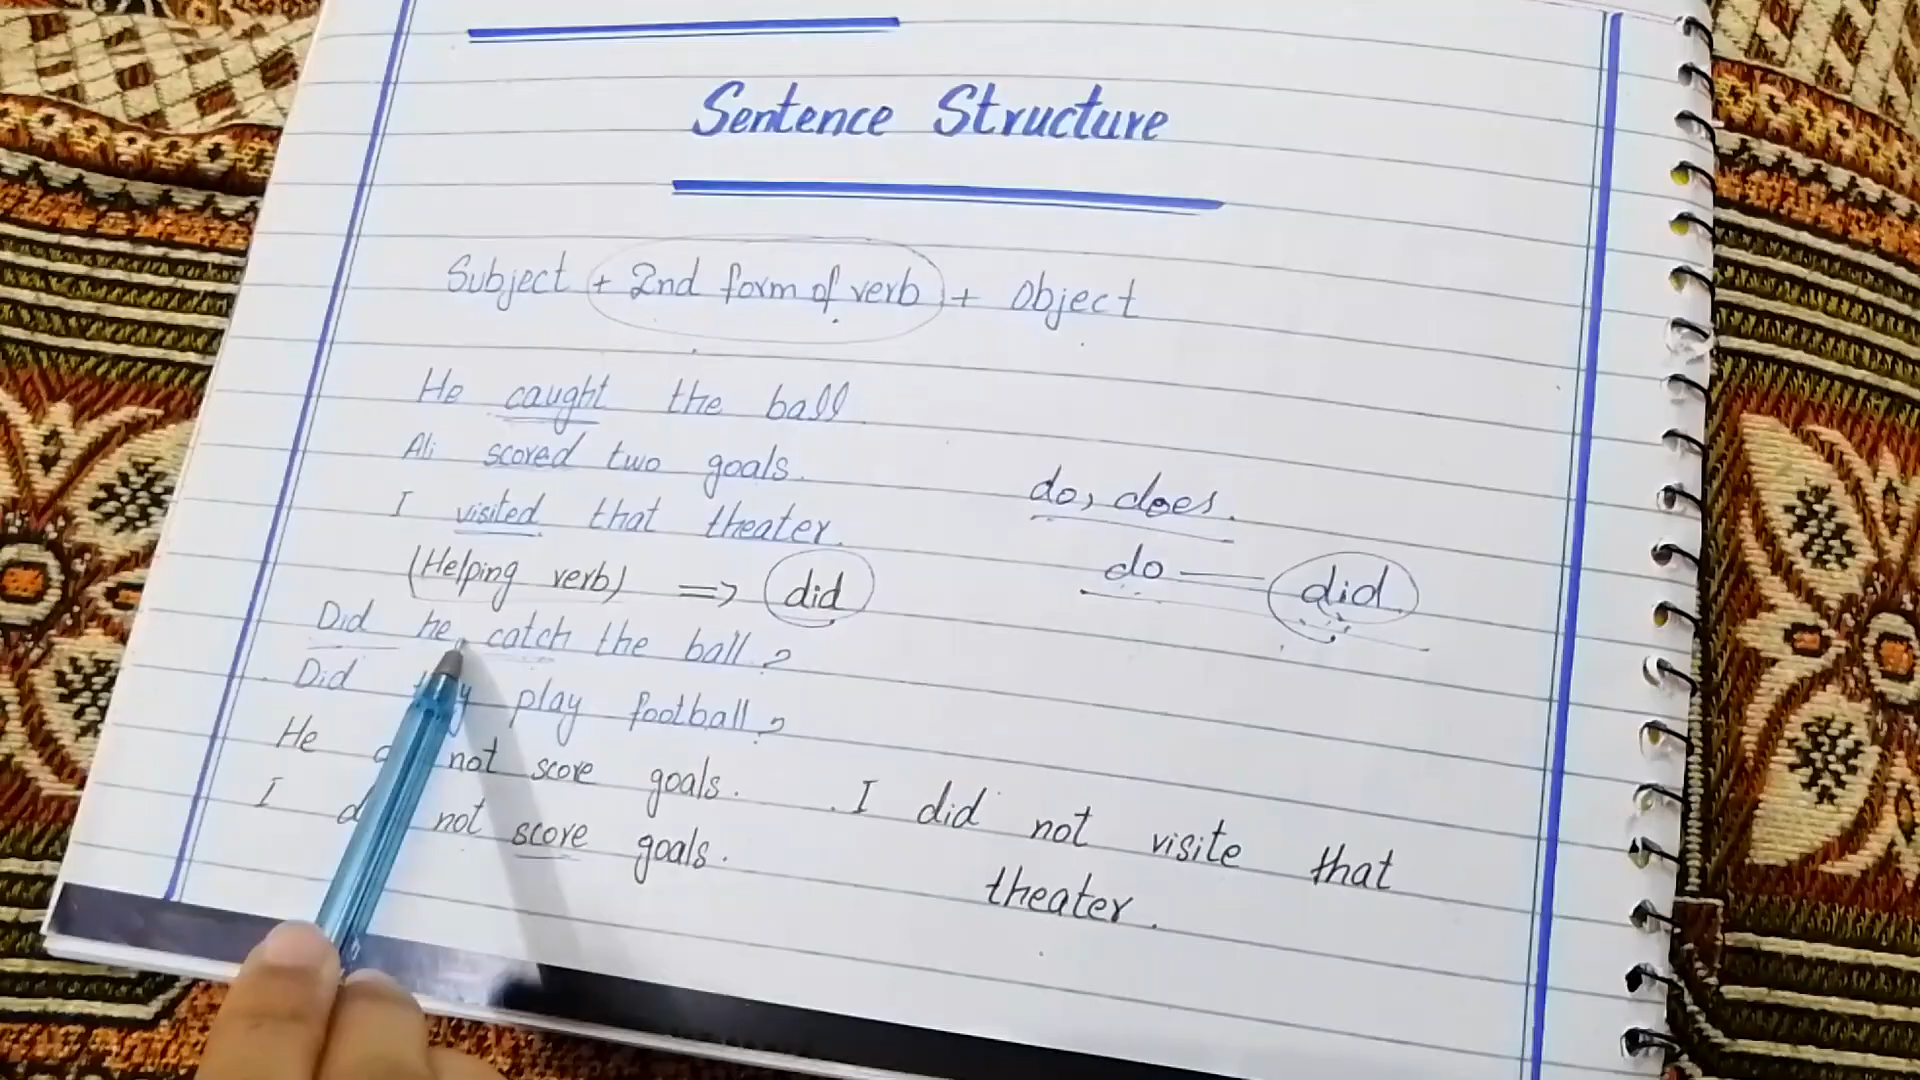 Sentence Structure
Subject + 2nd form of verb + Object
He caught the ball
Ali scored two goals.
I visited that theater.
do, does.
(Helping verb) => did
do — did
Did he catch the ball?
Did play football?
He not score goals.
I not score goals.
I did not visite that
theater.